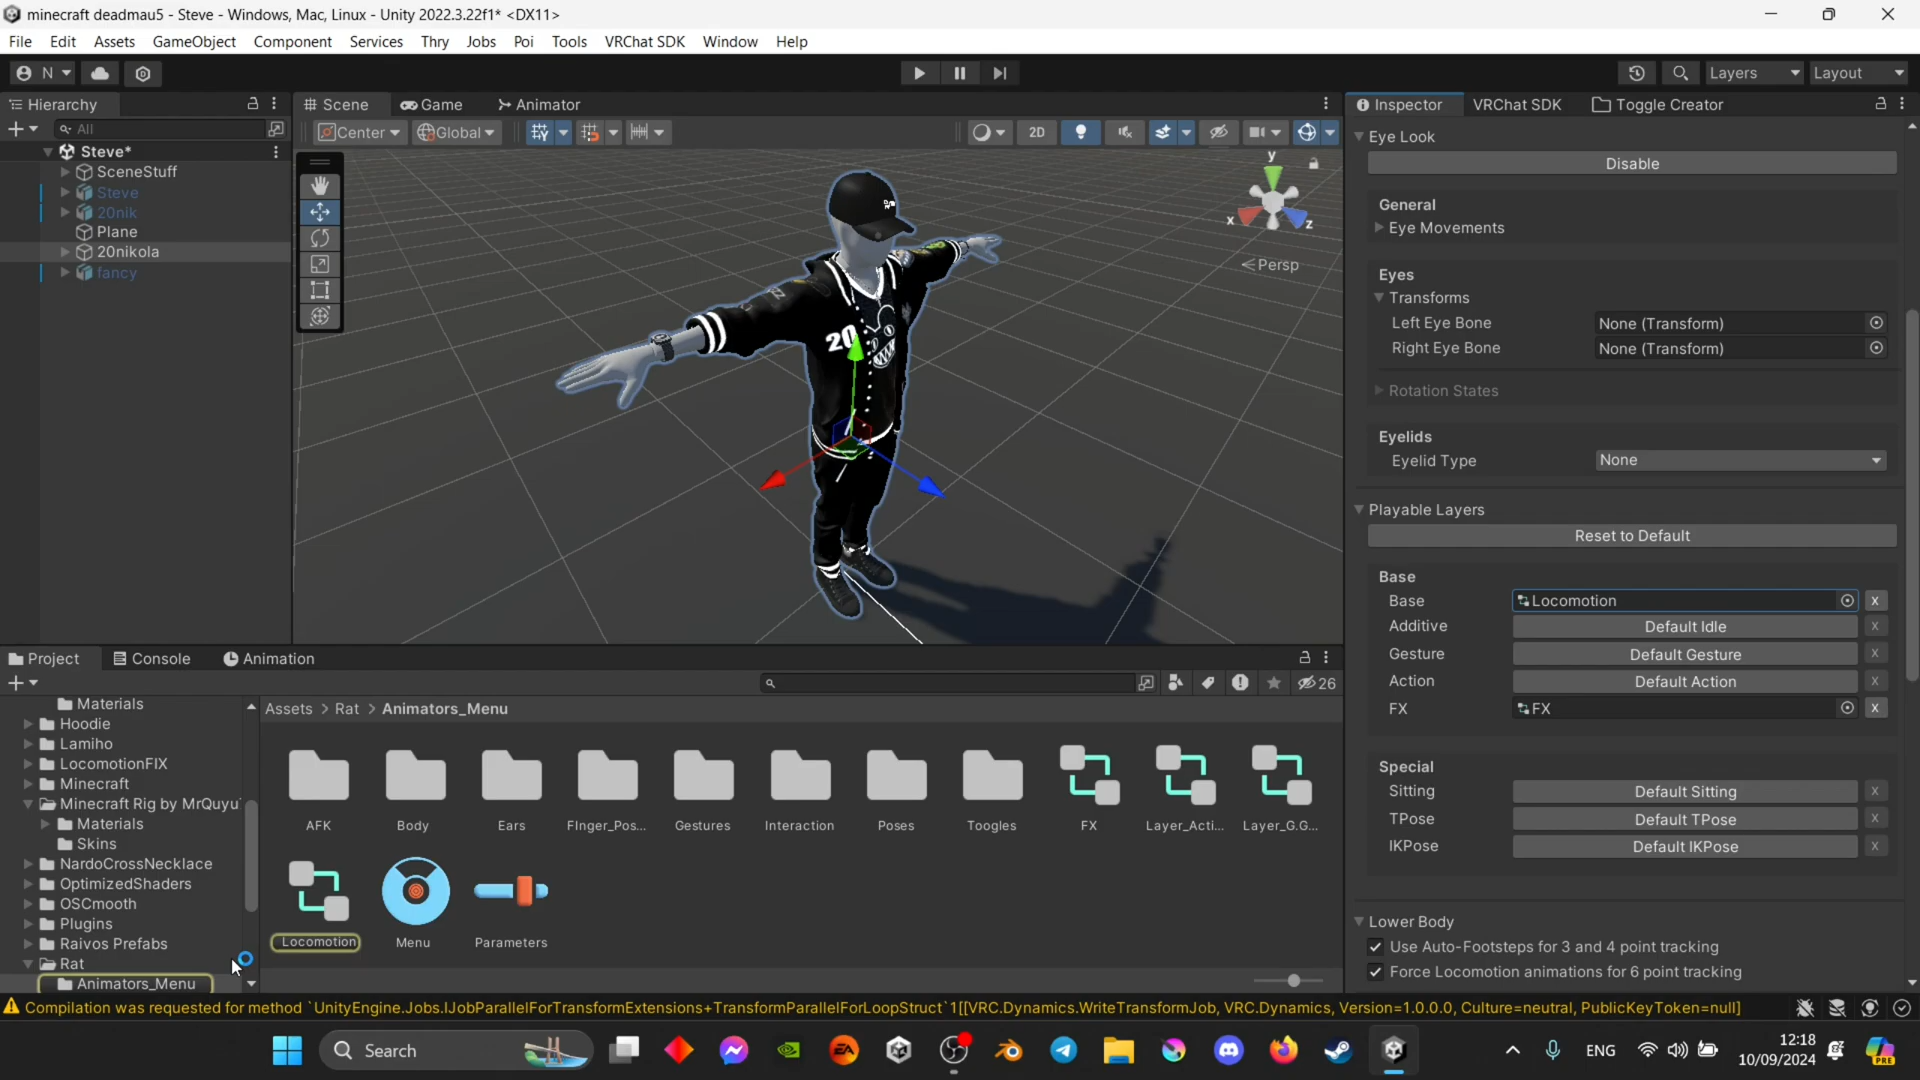 minecraft deadmau5 - Steve - Windows, Mac, Linux - Unity 2022.3.22f1* <DX11>
File Edit Assets GameObject Component Services Thry Jobs Poi Tools VRChat SDK Window Help
N Layers Layout
Hierarchy
All
Steve*
SceneStuff
Steve
20nik
Plane
20nikola
fancy
Scene Game Animator
Center Global 2D
y
x
z
Persp
20
Inspector VRChat SDK Toggle Creator
Eye Look
Disable
General
Eye Movements
Eyes
Transforms
Left Eye Bone None (Transform)
Right Eye Bone None (Transform)
Rotation States
Eyelids
Eyelid Type None
Playable Layers
Reset to Default
Base
Base Locomotion x
Additive Default Idle x
Gesture Default Gesture x
Action Default Action x
FX FX x
Special
Sitting Default Sitting x
TPose Default TPose x
IKPose Default IKPose x
Lower Body
Use Auto-Footsteps for 3 and 4 point tracking
Force Locomotion animations for 6 point tracking
Project Console Animation
26
Materials
Hoodie
Lamiho
LocomotionFIX
Minecraft
Minecraft Rig by MrQuyu'
Materials
Skins
NardoCrossNecklace
OptimizedShaders
OSCmooth
Plugins
Raivos Prefabs
Rat
Animators_Menu
Assets > Rat > Animators_Menu
AFK Body Ears FInger_Pos... Gestures Interaction Poses Toogles FX Layer_Acti... Layer_G.G...
Locomotion Menu Parameters
Compilation was requested for method `UnityEngine.Jobs.IJobParallelForTransformExtensions+TransformParallelForLoopStruct`1[[VRC.Dynamics.WriteTransformJob, VRC.Dynamics, Version=1.0.0.0, Culture=neutral, PublicKeyToken=null]
Search
EA
ENG
12:18
10/09/2024
PRE